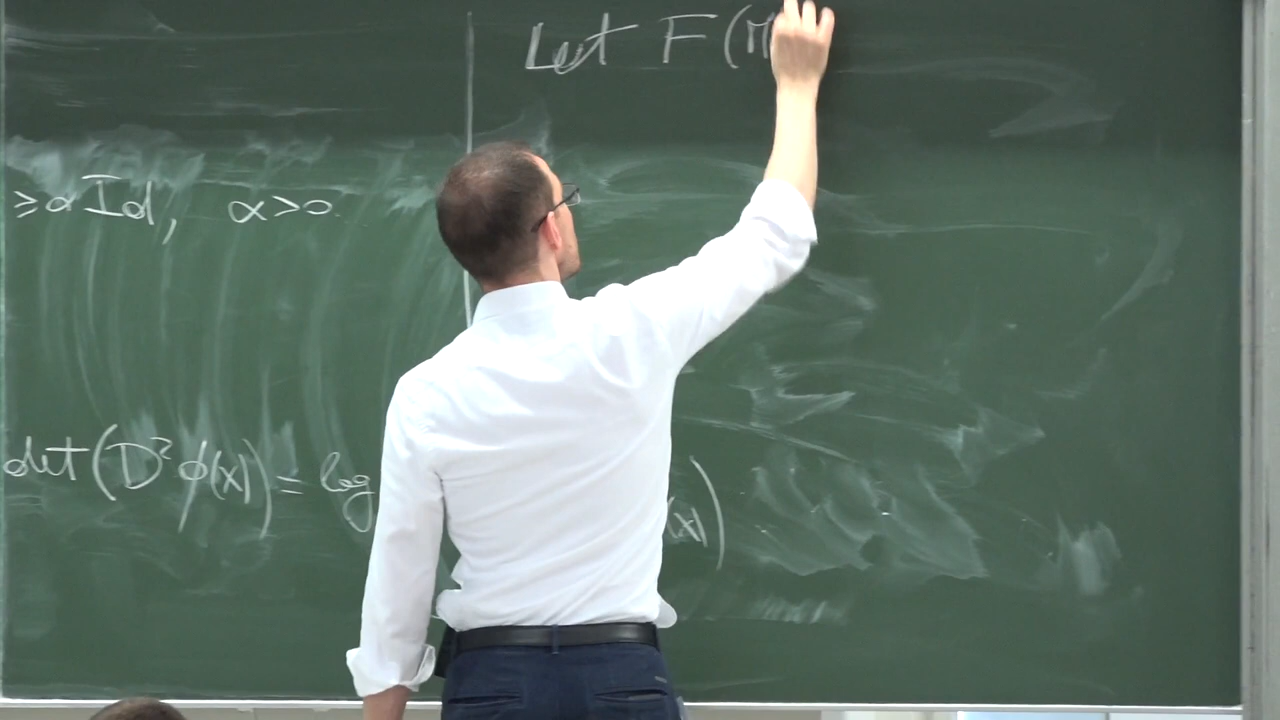 Let F(M
≥ α Id, α>0.
det(D²ϕ(x)) = log
(x))